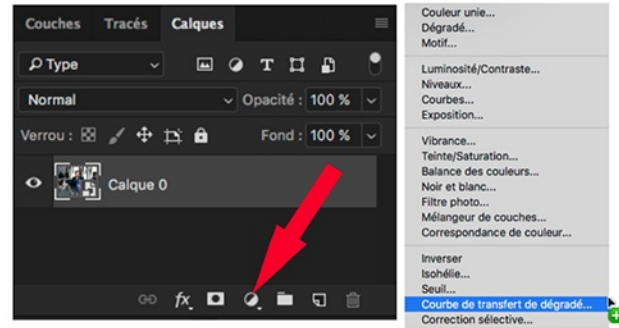 Couches Tracés Calques
Type
Normal Opacité : 100 %
Verrou : Fond : 100 %
Calque 0
fx
Couleur unie...
Dégradé...
Motif...
Luminosité/Contraste...
Niveaux...
Courbes...
Exposition...
Vibrance...
Teinte/Saturation...
Balance des couleurs...
Noir et blanc...
Filtre photo...
Mélangeur de couches...
Correspondance de couleur...
Inverser
Isohélie...
Seuil...
Courbe de transfert de dégradé...
Correction sélective...